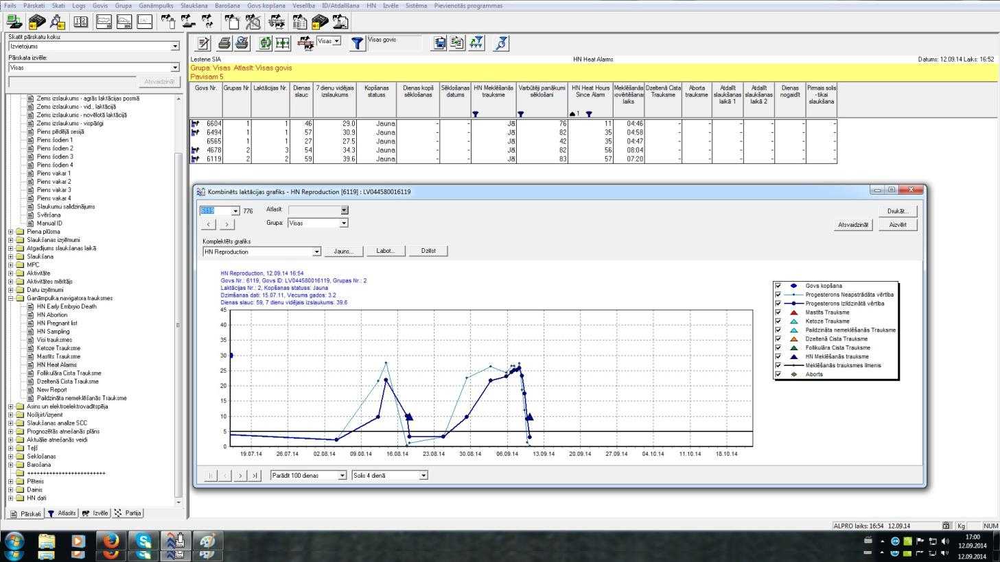 Fails Pārskati Skati Logs Govis Grupa Ganāmpulks Slaukšana Barošana Govs kopšana Veselība ID/Atdalīšana HN Izvēle Sistēma Pievienotās programmas
Skatīt pārskatu koku:
Izvietojums
Pārskata izvēle:
Visas
Atsvaidzināt
Zems izslaukums - agrās laktācijas posmā
Zems izslaukums - vid., laktācijā
Zems izslaukums - novēlotā laktācijā
Zems izslaukums - vispārīgi
Piens pēdējā sesijā
Piens šodien 1
Piens šodien 2
Piens šodien 3
Piens šodien 4
Piens vakar 1
Piens vakar 2
Piens vakar 3
Piens vakar 4
Slaukumu salīdzinājums
Svēršana
Manual ID
Piena plūsma
Slaukšanas izņēmumi
Atgadījums slaukšanas laikā
Slaukšana
MPC
Aktivitāte
Aktivitātes mērītājs
Datu izņēmumi
Ganāmpulka navigatora trauksmes
HN Early Embryio Death
HN Abortion
HN Pregnant list
HN Sampling
Visi trauksmes
Ketoze Trauksme
Mastīts Trauksme
HN Heat Alarms
Follikulāra Cista Trauksme
Dzeltenā Cista Trauksme
New Report
Paildzināta nemeklēšanās Trauksme
Asins un elektroelektrovadītspēja
Nošķirt/izņemt
Slaukšanas analīze SCC
Prognozētās atnešanās plāns
Aktuālie atnešanās veidi
Teļš
Sēklošanas
Barošana
++++++++++++++++++++++++++
Pēteris
Dainis
HN dati
Pārskati Atlasīts Izvēle Partija
Visas
Visas govis
Lestene SIA HN Heat Alarms Datums: 12.09.14 Laiks: 16:52
Grupa: Visas Atlasīt: Visas govis
Pavisam 5
Govs Nr. Grupas Nr. Laktācijas Nr. Dienas slauc 7 dienu vidējais izslaukums Kopšanas statuss Dienas kopš sēklošanas Sēklošanas datums HN Meklēšanās trauksme Varbūtēji panākumi sēklošani HN Heat Hours Since Alarm Meklēšanās novērtēšanas laiks Dzeltenā Cista Trauksme Aborta trauksme Atdalīt slaukšanas laikā 1 Atdalīt slaukšanas laikā 2 Dienas nogaidīt Pirmais solis - tikai slaukšana
1
6604 1 1 46 29.0 Jauna - - Jā 76 11 04:46 - - - - - -
6494 1 1 57 30.9 Jauna - - Jā 82 35 04:58 - - - - - -
6565 1 1 27 27.5 Jauna - - Jā 42 35 04:47 - - - - - -
4678 2 3 54 34.3 Jauna - - Jā 82 56 08:04 - - - - - -
6119 2 2 59 39.6 Jauna - - Jā 83 57 07:20 - - - - - -
Kombinēts laktācijas grafiks - HN Reproduction [6119] : LV044580016119
6119 776 Atlasīt:
< > Grupa: Visas
Drukāt...
Atsvaidzināt Aizvērt
Komplektēts grafiks
HN Reproduction Jauns... Labot... Dzēst
HN Reproduction, 12.09.14 16:54
Govs Nr.: 6119, Govs ID: LV044580016119, Grupas Nr.: 2
Laktācijas Nr.: 2, Kopšanas statuss: Jauna
Dzimšanas dati: 15.07.11, Vecums gados: 3.2
Dienas slauc: 59, 7 dienu vidējais izslaukums: 39.6
45
40
35
30
25
20
15
10
5
0
19.07.14 26.07.14 02.08.14 09.08.14 16.08.14 23.08.14 30.08.14 06.09.14 13.09.14 20.09.14 27.09.14 04.10.14 11.10.14 18.10.14
Govs kopšana
Progesterons Neapstrādāta vērtība
Progesterons Izlīdzinātā vērtība
Mastīts Trauksme
Ketoze Trauksme
Paildzināta nemeklēšanās Trauksme
Dzeltenā Cista Trauksme
Follikulāra Cista Trauksme
HN Meklēšanās trauksme
Meklēšanās trauksmes līmenis
Aborts
Parādīt 100 dienas Solis 4 dienā
ALPRO laiks: 16:54 12.09.14 Kg NUM
17:00
12.09.2014
12.09.2014